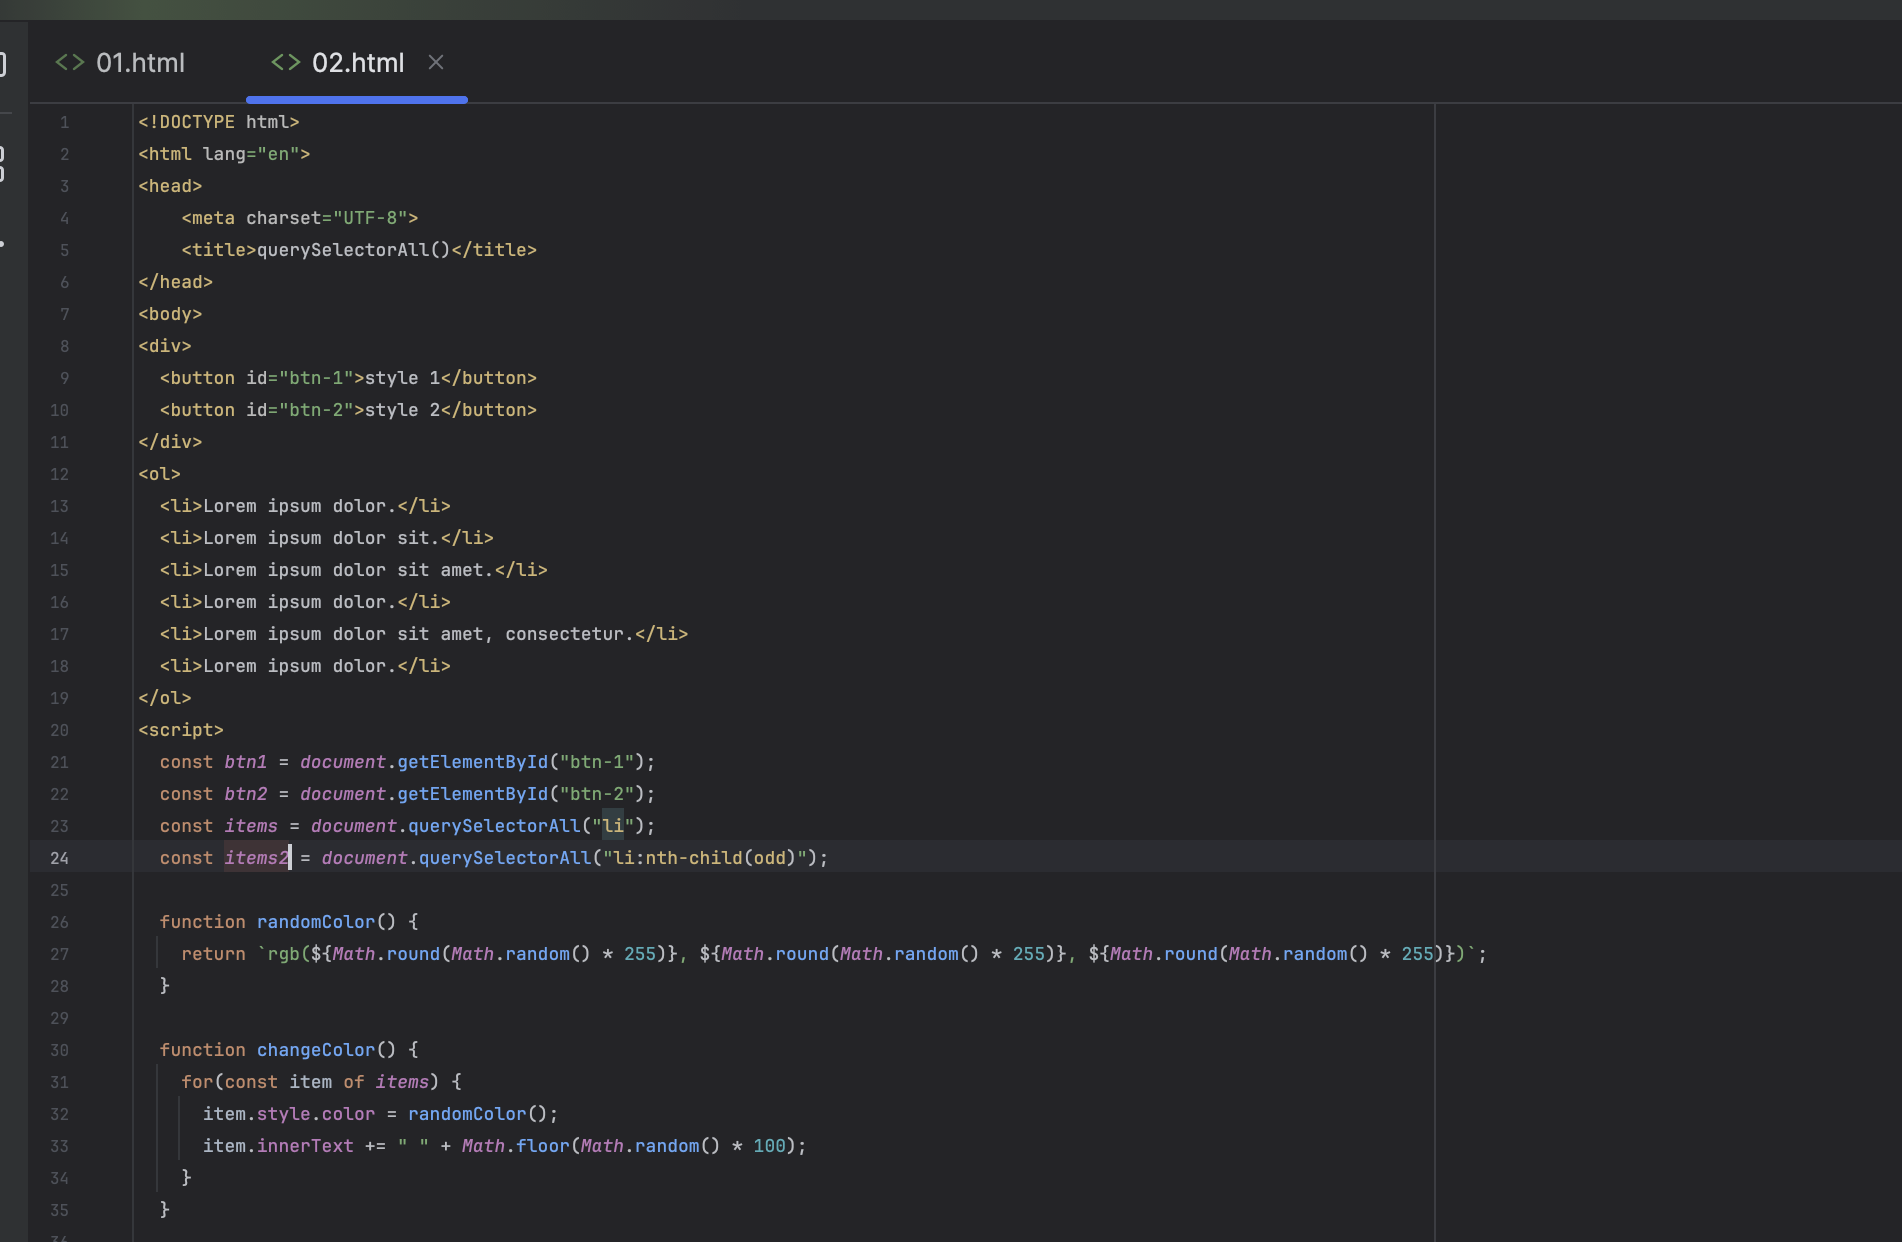 01.html
02.html
1 <!DOCTYPE html>
2 <html lang="en">
3 <head>
4     <meta charset="UTF-8">
5     <title>querySelectorAll()</title>
6 </head>
7 <body>
8 <div>
9   <button id="btn-1">style 1</button>
10   <button id="btn-2">style 2</button>
11 </div>
12 <ol>
13   <li>Lorem ipsum dolor.</li>
14   <li>Lorem ipsum dolor sit.</li>
15   <li>Lorem ipsum dolor sit amet.</li>
16   <li>Lorem ipsum dolor.</li>
17   <li>Lorem ipsum dolor sit amet, consectetur.</li>
18   <li>Lorem ipsum dolor.</li>
19 </ol>
20 <script>
21   const btn1 = document.getElementById("btn-1");
22   const btn2 = document.getElementById("btn-2");
23   const items = document.querySelectorAll("li");
24   const items2 = document.querySelectorAll("li:nth-child(odd)");
25
26   function randomColor() {
27     return `rgb(${Math.round(Math.random() * 255)}, ${Math.round(Math.random() * 255)}, ${Math.round(Math.random() * 255)})`;
28   }
29
30   function changeColor() {
31     for(const item of items) {
32       item.style.color = randomColor();
33       item.innerText += " " + Math.floor(Math.random() * 100);
34     }
35   }